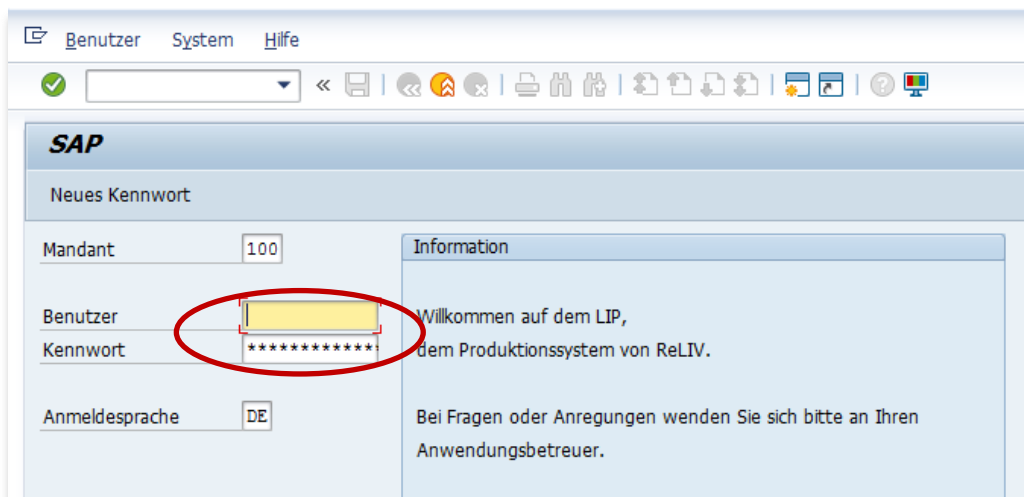 Benutzer System Hilfe
SAP
Neues Kennwort
Mandant 100
Information
Benutzer
Willkommen auf dem LIP,
Kennwort *************
dem Produktionssystem von ReLIV.
Anmeldesprache DE
Bei Fragen oder Anregungen wenden Sie sich bitte an Ihren
Anwendungsbetreuer.